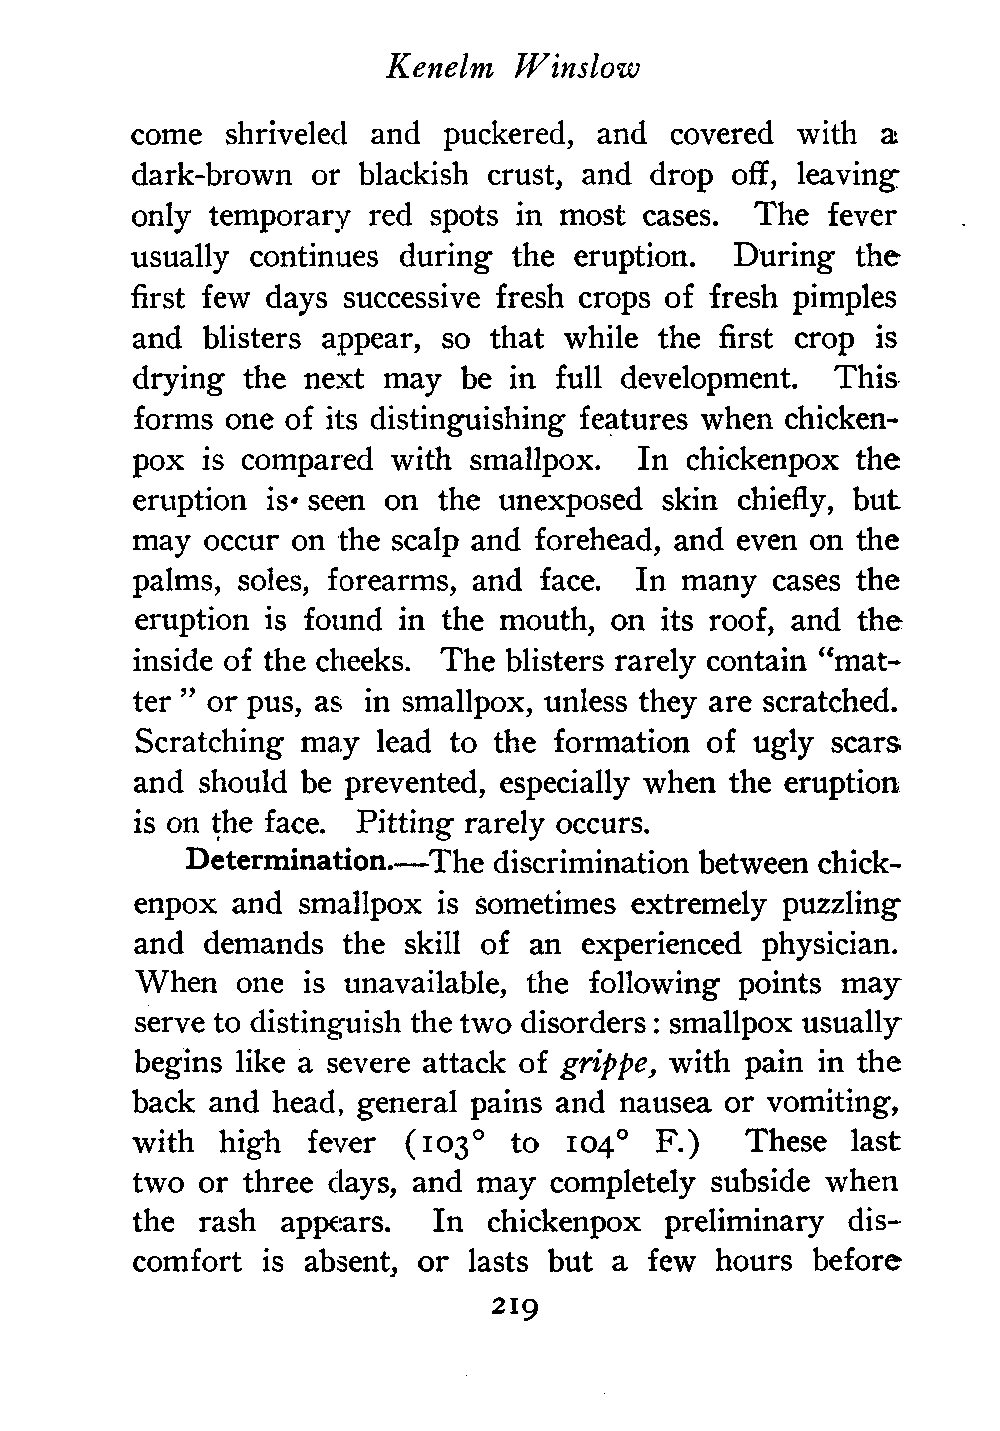 Kenelm Winslow
come shriveled and puckered, and covered with a
dark-brown or blackish crust, and drop off, leaving
only temporary red spots in most cases. The fever
usually continues during the eruption. During the
first few days successive fresh crops of fresh pimples
and blisters appear, so that while the first crop is
drying the next may be in full development. This
forms one of its distinguishing features when chicken-
pox is compared with smallpox. In chickenpox the
eruption is seen on the unexposed skin chiefly, but
may occur on the scalp and forehead, and even on the
palms, soles, forearms, and face. In many cases the
eruption is found in the mouth, on its roof, and the
inside of the cheeks. The blisters rarely contain “mat-
ter ” or pus, as in smallpox, unless they are scratched.
Scratching may lead to the formation of ugly scars
and should be prevented, especially when the eruption
is on the face. Pitting rarely occurs.
Determination.—The discrimination between chick-
enpox and smallpox is sometimes extremely puzzling
and demands the skill of an experienced physician.
When one is unavailable, the following points may
serve to distinguish the two disorders : smallpox usually
begins like a severe attack of grippe, with pain in the
back and head, general pains and nausea or vomiting,
with high fever (103° to 104° F.) These last
two or three days, and may completely subside when
the rash appears. In chickenpox preliminary dis-
comfort is absent, or lasts but a few hours before
219